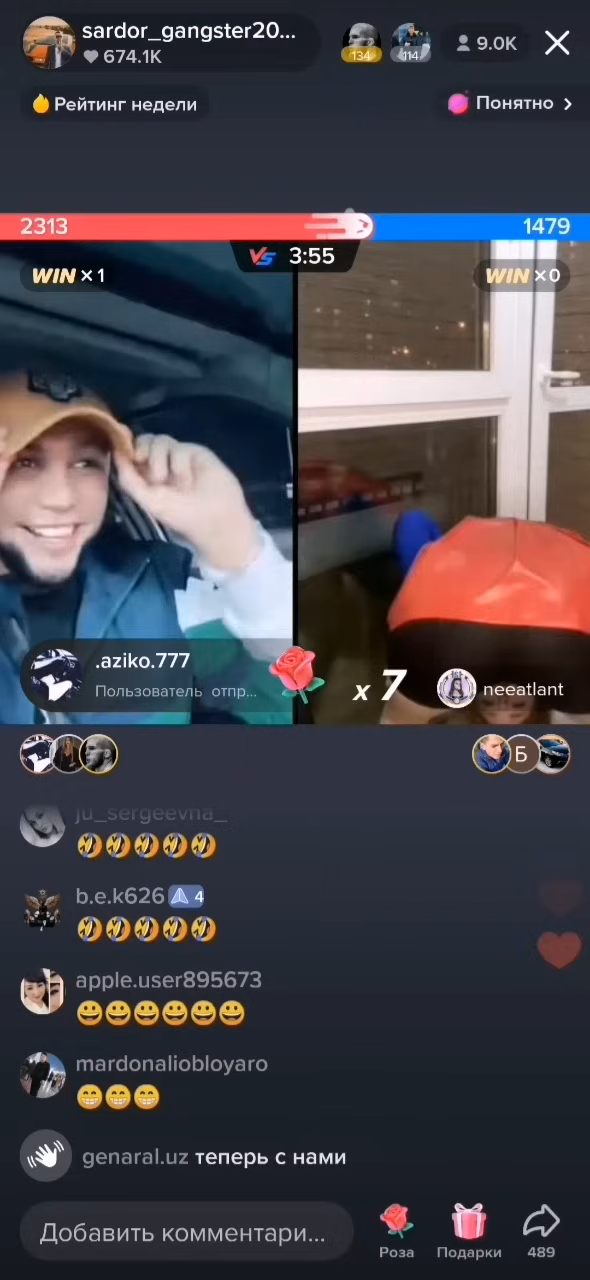 sardor_gangster20...
674.1K
134
114
9.0K
Рейтинг недели
Понятно
2313
1479
VS 3:55
WIN x 1
WIN x 0
.aziko.777
Пользователь отпр...
x 7
neeatlant
Б
ju_sergeevna_
b.e.k626
4
apple.user895673
mardonaliobloyaro
genaral.uz теперь с нами
Добавить комментари...
Роза
Подарки
489